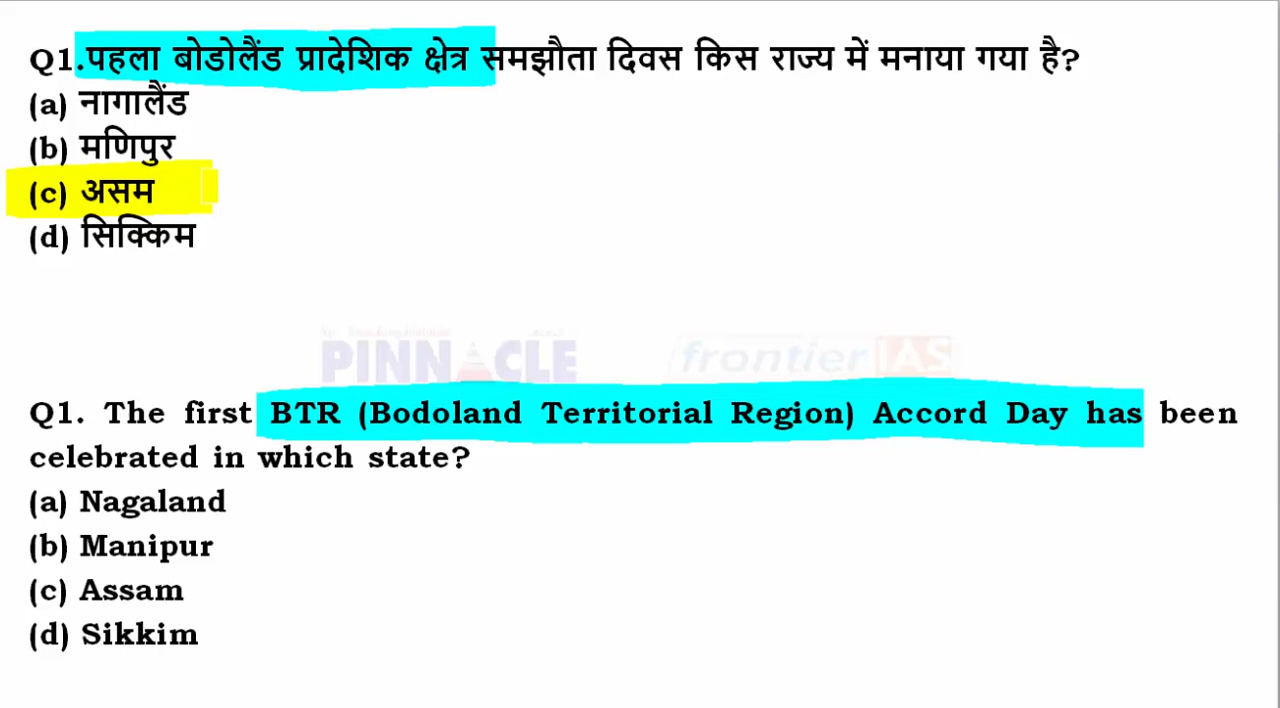 Q1.पहला बोडोलैंड प्रादेशिक क्षेत्र समझौता दिवस किस राज्य में मनाया गया है?
(a) नागालैंड
(b) मणिपुर
(c) असम
(d) सिक्किम
PINNACLE frontier IAS
Q1. The first BTR (Bodoland Territorial Region) Accord Day has been
celebrated in which state?
(a) Nagaland
(b) Manipur
(c) Assam
(d) Sikkim